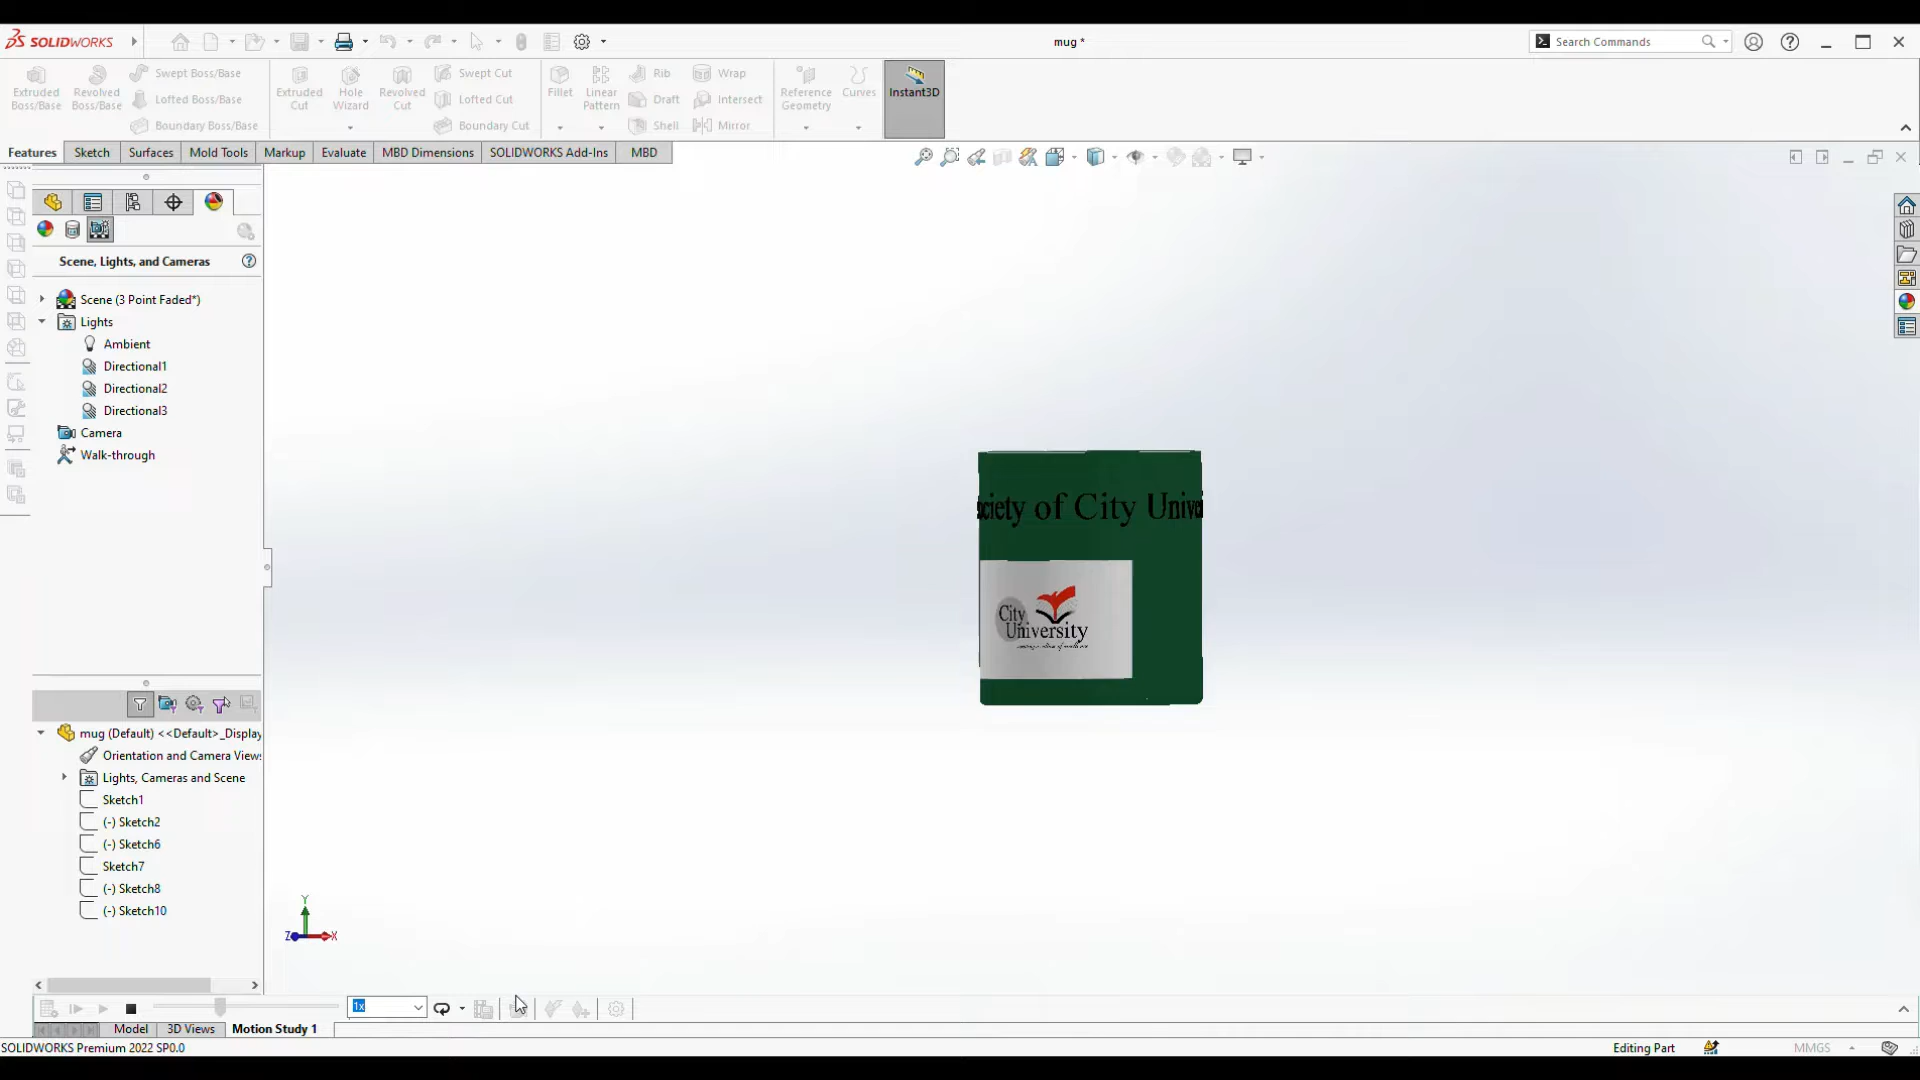 SOLIDWORKS
mug *
Search Commands
Extruded Boss/Base
Revolved Boss/Base
Swept Boss/Base
Lofted Boss/Base
Boundary Boss/Base
Extruded Cut
Hole Wizard
Revolved Cut
Swept Cut
Lofted Cut
Boundary Cut
Fillet
Linear Pattern
Rib
Draft
Shell
Wrap
Intersect
Mirror
Reference Geometry
Curves
Instant3D
Features
Sketch
Surfaces
Mold Tools
Markup
Evaluate
MBD Dimensions
SOLIDWORKS Add-Ins
MBD
Scene, Lights, and Cameras
Scene (3 Point Faded*)
Lights
Ambient
Directional1
Directional2
Directional3
Camera
Walk-through
ociety of City Univer
City
University
mug (Default) <<Default>_Display
Orientation and Camera Views
Lights, Cameras and Scene
Sketch1
(-) Sketch2
(-) Sketch6
Sketch7
(-) Sketch8
(-) Sketch10
Y
Z
X
1x
Model
3D Views
Motion Study 1
SOLIDWORKS Premium 2022 SP0.0
Editing Part
MMGS